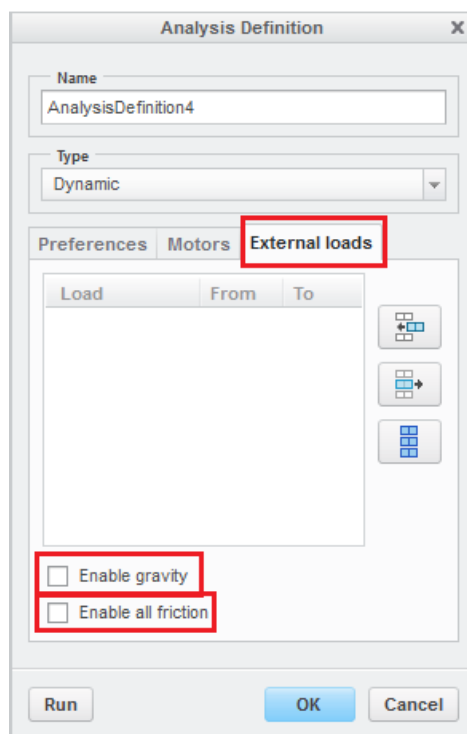 Analysis Definition X
Name
AnalysisDefinition4
Type
Dynamic
Preferences Motors External loads
Load From To
Enable gravity
Enable all friction
Run OK Cancel